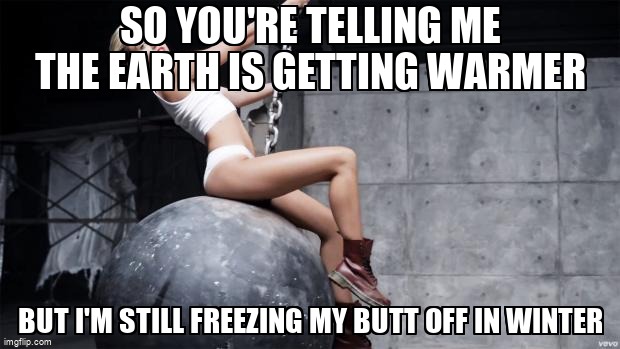 SO YOU'RE TELLING ME
THE EARTH IS GETTING WARMER
BUT I'M STILL FREEZING MY BUTT OFF IN WINTER
imgflip.com
vevo